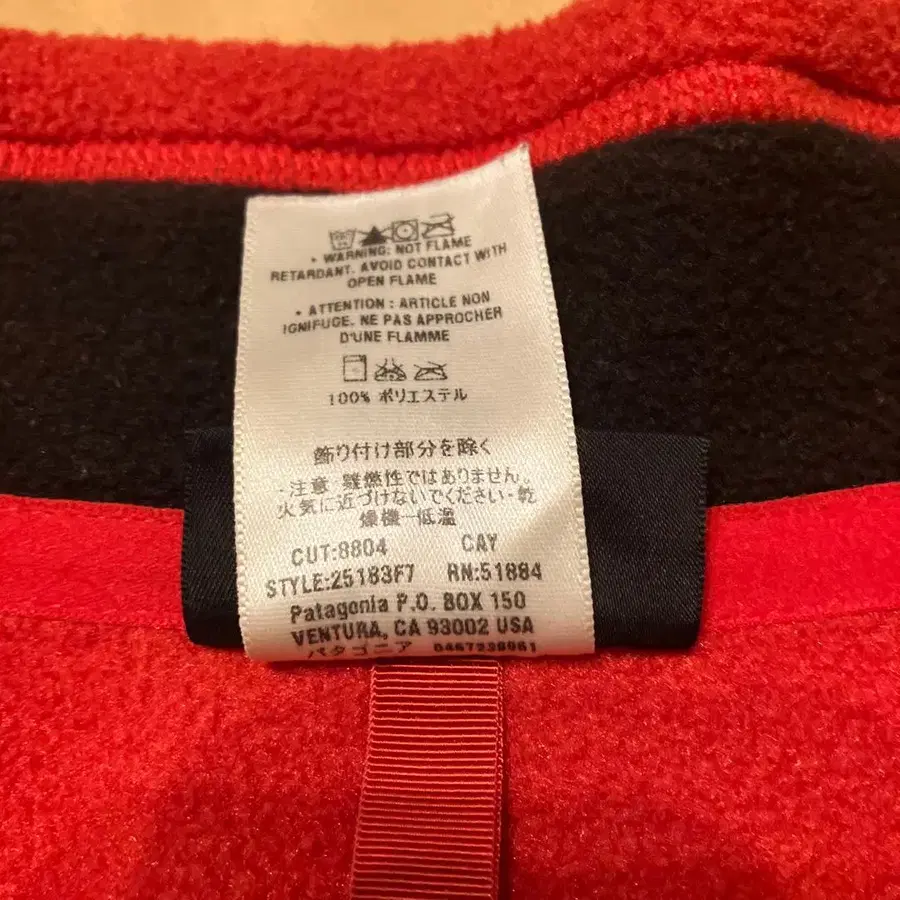 • WARNING: NOT FLAME
RETARDANT. AVOID CONTACT WITH
OPEN FLAME
• ATTENTION : ARTICLE NON
IGNIFUGE. NE PAS APPROCHER
D'UNE FLAMME
100% ポリエステル
飾り付け部分を除く
・注意・難燃性ではありません。
火気に近づけないでください・乾
燥機ー低温
CUT:8804 CAY
STYLE:25183F7 RN:51884
Patagonia P.O. BOX 150
VENTURA, CA 93002 USA
パタゴニア 0467238961